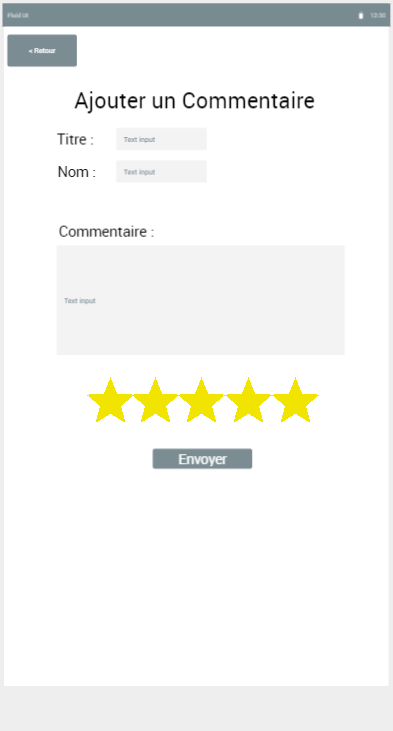 Fluid UI 12:30
< Retour
Ajouter un Commentaire
Titre : Text input
Nom : Text input
Commentaire :
Text input
Envoyer